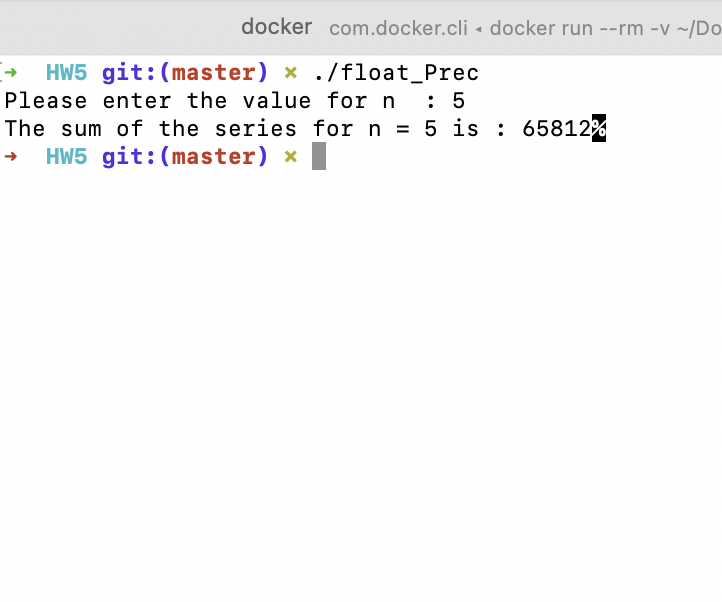 docker com.docker.cli ◂ docker run --rm -v ~/Do
➜ HW5 git:(master) ✗ ./float_Prec
Please enter the value for n  : 5
The sum of the series for n = 5 is : 65812%
➜ HW5 git:(master) ✗